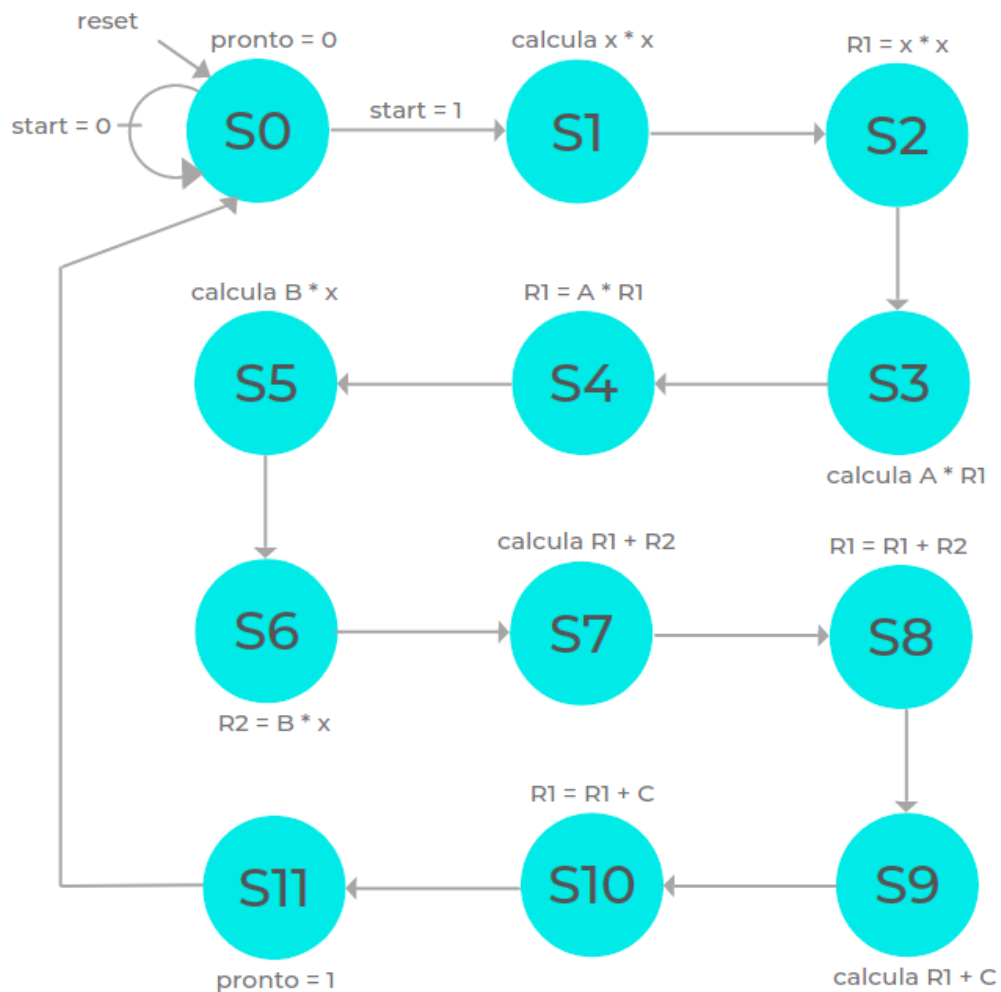 reset
pronto = 0
calcula x * x
R1 = x * x
start = 0
S0
start = 1
S1
S2
calcula B * x
R1 = A * R1
S5
S4
S3
calcula A * R1
calcula R1 + R2
R1 = R1 + R2
S6
S7
S8
R2 = B * x
R1 = R1 + C
S11
S10
S9
pronto = 1
calcula R1 + C